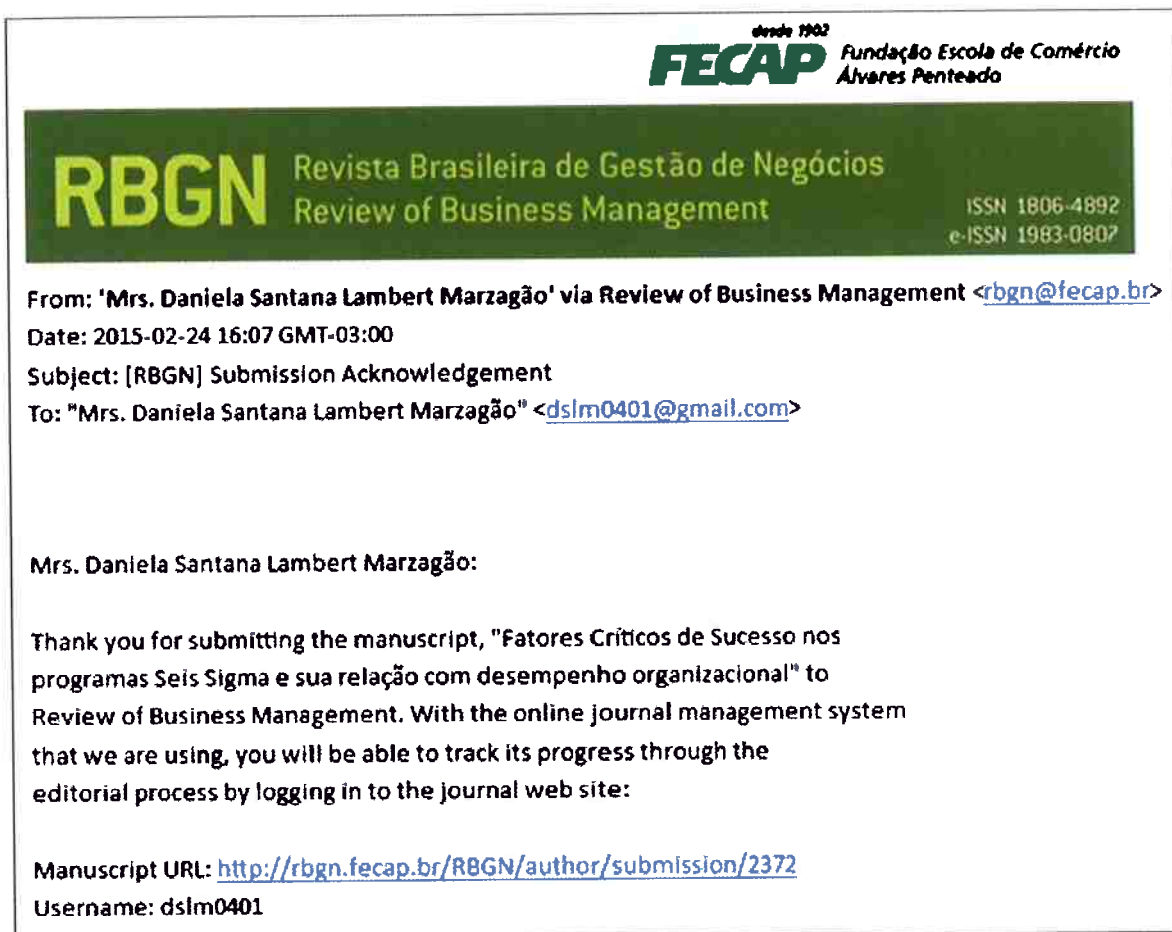 desde 1902
FECAP Fundação Escola de Comércio
Álvares Penteado
RBGN Revista Brasileira de Gestão de Negócios
Review of Business Management
ISSN 1806-4892
e-ISSN 1983-0807
From: 'Mrs. Daniela Santana Lambert Marzagão' via Review of Business Management <rbgn@fecap.br>
Date: 2015-02-24 16:07 GMT-03:00
Subject: [RBGN] Submission Acknowledgement
To: "Mrs. Daniela Santana Lambert Marzagão" <dslm0401@gmail.com>
Mrs. Daniela Santana Lambert Marzagão:
Thank you for submitting the manuscript, "Fatores Críticos de Sucesso nos
programas Seis Sigma e sua relação com desempenho organizacional" to
Review of Business Management. With the online journal management system
that we are using, you will be able to track its progress through the
editorial process by logging in to the journal web site:
Manuscript URL: http://rbgn.fecap.br/RBGN/author/submission/2372
Username: dslm0401